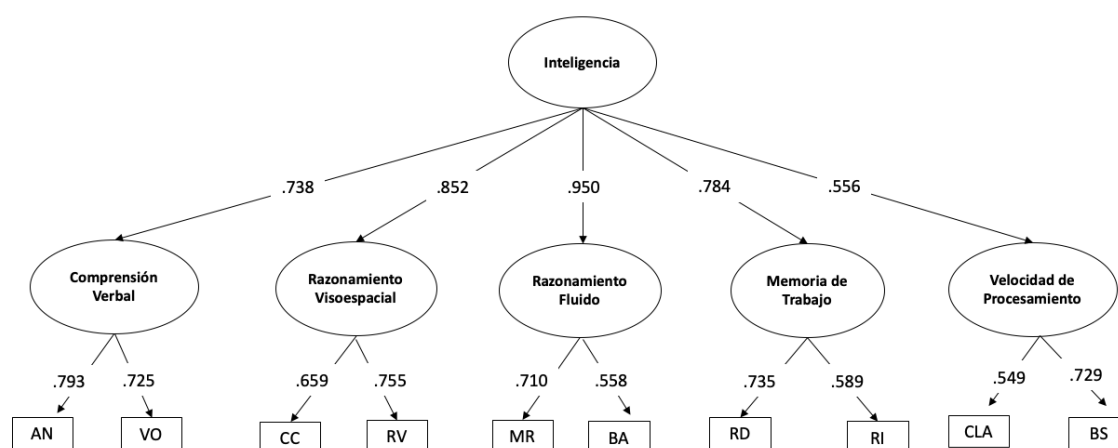 Inteligencia
.738
.852
.950
.784
.556
Comprensión
Verbal
Razonamiento
Visoespacial
Razonamiento
Fluido
Memoria de
Trabajo
Velocidad de
Procesamiento
.793
.725
.659
.755
.710
.558
.735
.589
.549
.729
AN
VO
CC
RV
MR
BA
RD
RI
CLA
BS